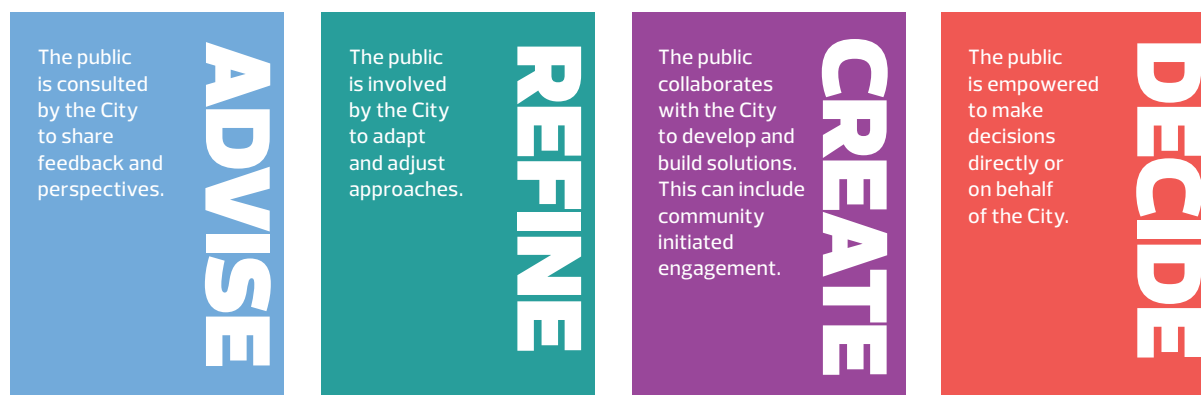 The public
is consulted
by the City
to share
feedback and
perspectives.
ADVISE
The public
is involved
by the City
to adapt
and adjust
approaches.
REFINE
The public
collaborates
with the City
to develop and
build solutions.
This can include
community
initiated
engagement.
CREATE
The public
is empowered
to make
decisions
directly or
on behalf
of the City.
DECIDE